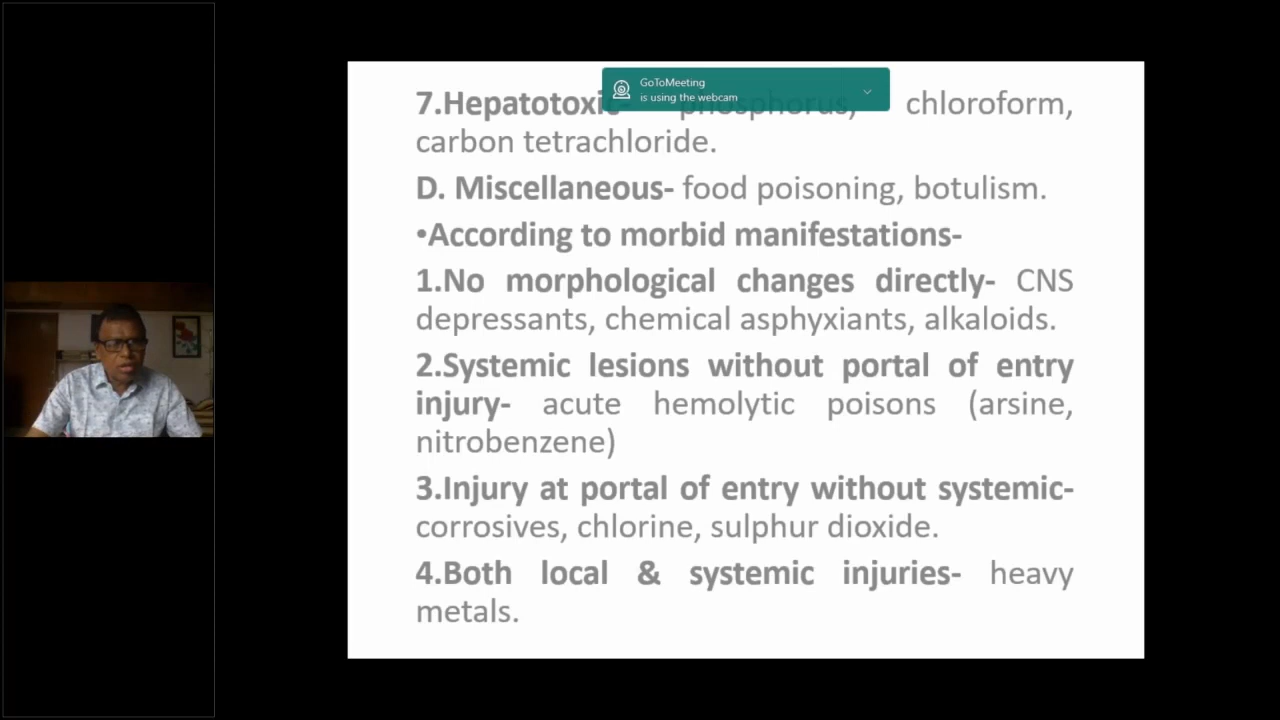 GoToMeeting
is using the webcam
7.Hepatotoxic- phosphorus, chloroform,
carbon tetrachloride.
D. Miscellaneous- food poisoning, botulism.
•According to morbid manifestations-
1.No morphological changes directly- CNS
depressants, chemical asphyxiants, alkaloids.
2.Systemic lesions without portal of entry
injury- acute hemolytic poisons (arsine,
nitrobenzene)
3.Injury at portal of entry without systemic-
corrosives, chlorine, sulphur dioxide.
4.Both local & systemic injuries- heavy
metals.